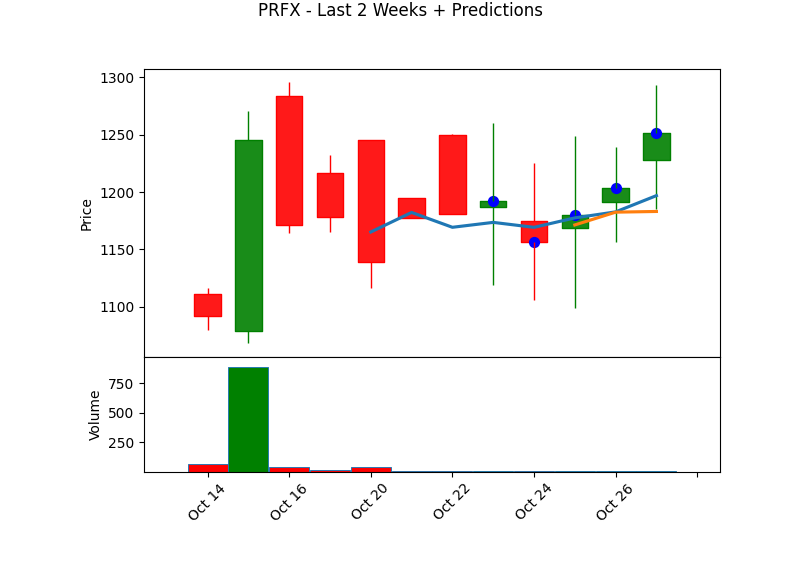 PRFX - Last 2 Weeks + Predictions
Price
1300
1250
1200
1150
1100
Volume
750
500
250
Oct 14
Oct 16
Oct 20
Oct 22
Oct 24
Oct 26